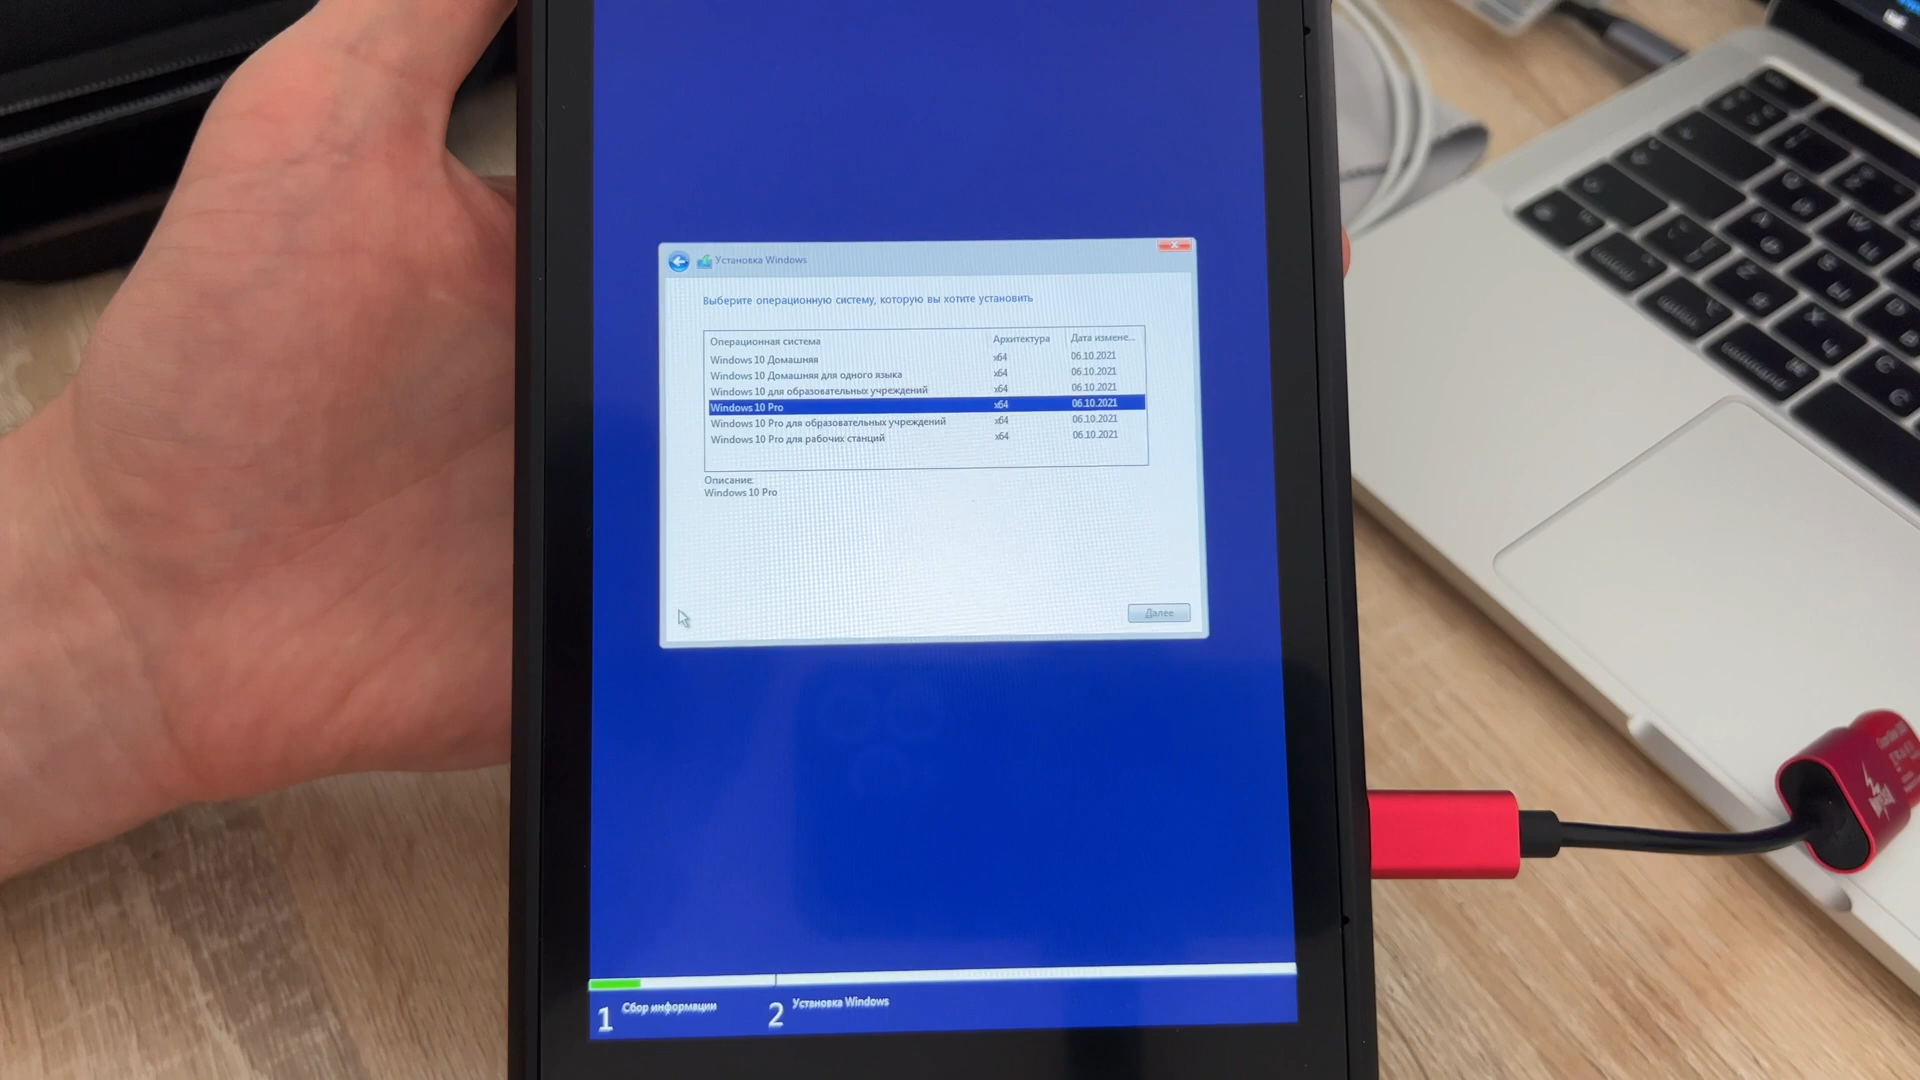 Установка Windows
Выберите операционную систему, которую вы хотите установить
Операционная система Архитектура Дата измене...
Windows 10 Домашняя x64 06.10.2021
Windows 10 Домашняя для одного языка x64 06.10.2021
Windows 10 для образовательных учреждений x64 06.10.2021
Windows 10 Pro x64 06.10.2021
Windows 10 Pro для образовательных учреждений x64 06.10.2021
Windows 10 Pro для рабочих станций x64 06.10.2021
Описание:
Windows 10 Pro
Далее
1 Сбор информации
2 Установка Windows
control
option
command